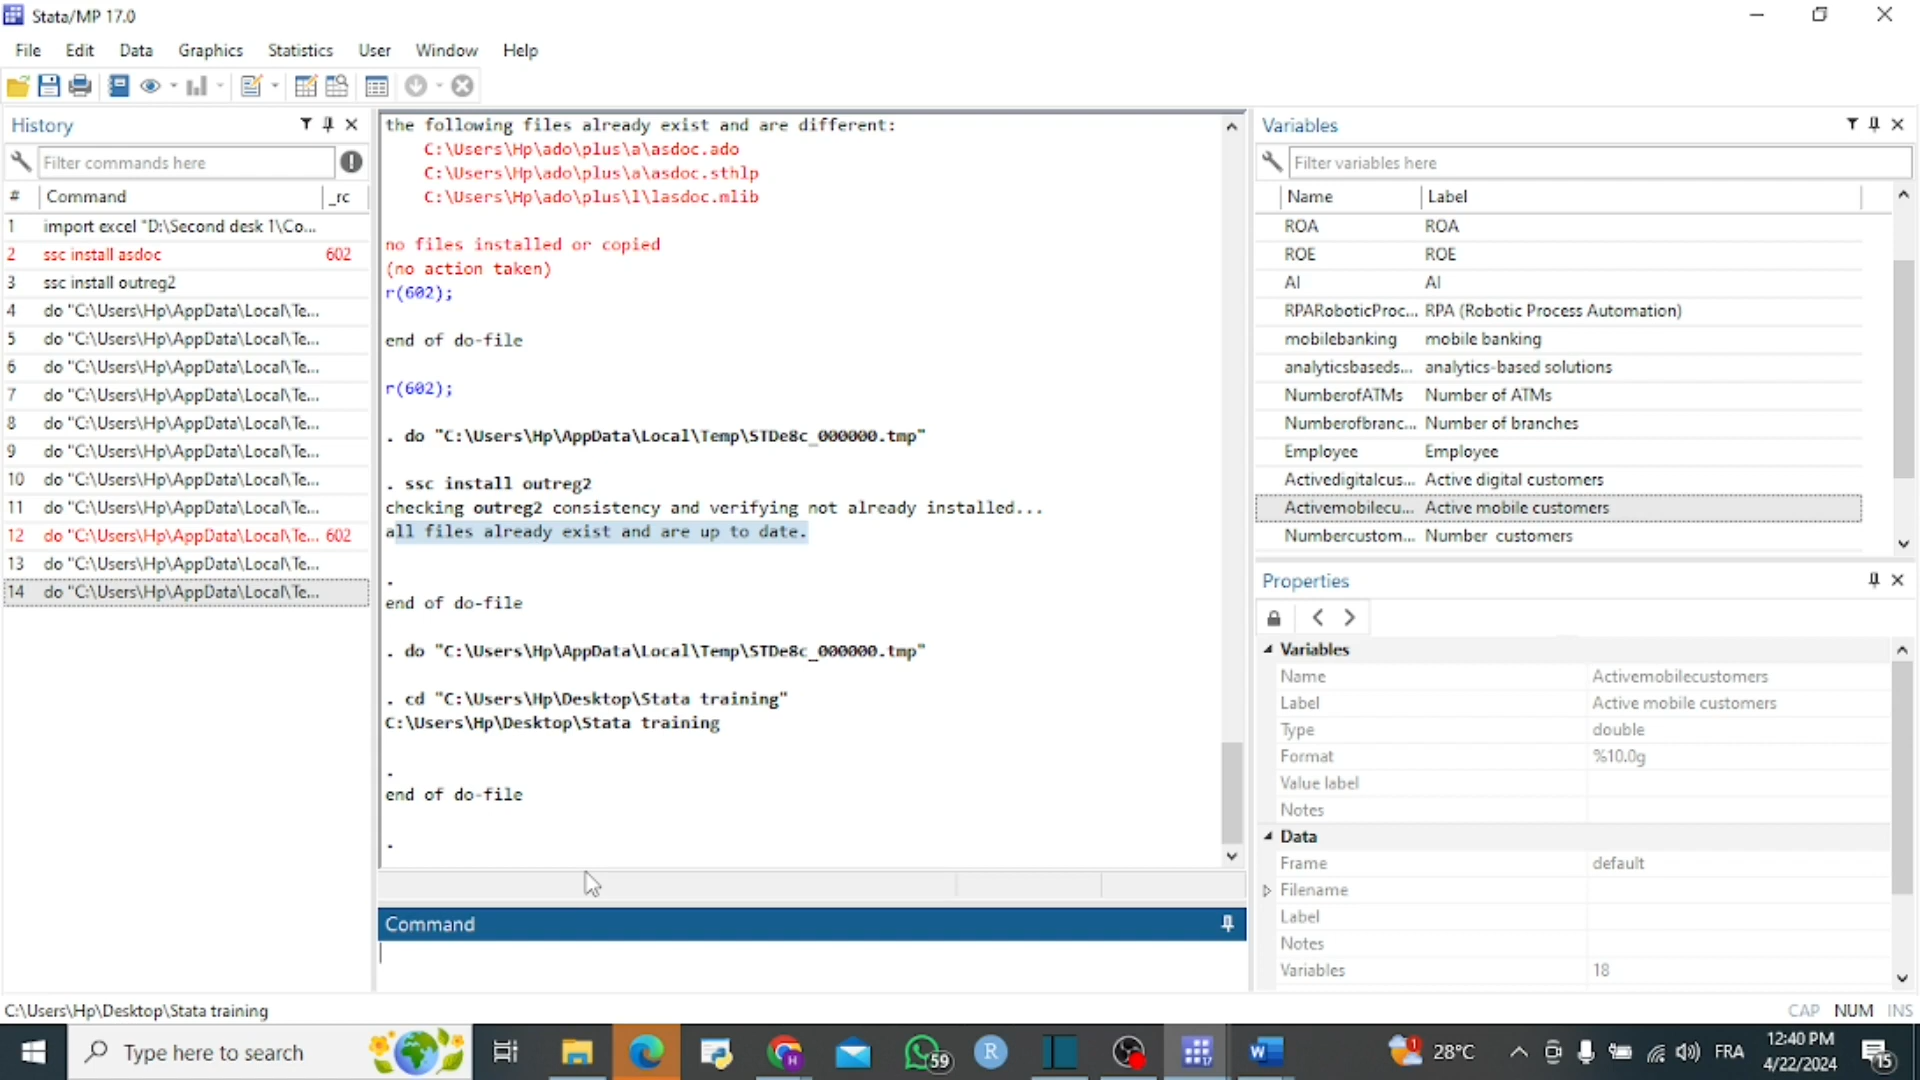 Stata/MP 17.0
File Edit Data Graphics Statistics User Window Help
History
Filter commands here
# Command _rc
1 import excel "D:\Second desk 1\Co...
2 ssc install asdoc 602
3 ssc install outreg2
4 do "C:\Users\Hp\AppData\Local\Te...
5 do "C:\Users\Hp\AppData\Local\Te...
6 do "C:\Users\Hp\AppData\Local\Te...
7 do "C:\Users\Hp\AppData\Local\Te...
8 do "C:\Users\Hp\AppData\Local\Te...
9 do "C:\Users\Hp\AppData\Local\Te...
10 do "C:\Users\Hp\AppData\Local\Te...
11 do "C:\Users\Hp\AppData\Local\Te...
12 do "C:\Users\Hp\AppData\Local\Te... 602
13 do "C:\Users\Hp\AppData\Local\Te...
14 do "C:\Users\Hp\AppData\Local\Te...
the following files already exist and are different:
C:\Users\Hp\ado\plus\a\asdoc.ado
C:\Users\Hp\ado\plus\a\asdoc.sthlp
C:\Users\Hp\ado\plus\l\lasdoc.mlib
no files installed or copied
(no action taken)
r(602);
end of do-file
r(602);
. do "C:\Users\Hp\AppData\Local\Temp\STDe8c_000000.tmp"
. ssc install outreg2
checking outreg2 consistency and verifying not already installed...
all files already exist and are up to date.
.
end of do-file
. do "C:\Users\Hp\AppData\Local\Temp\STDe8c_000000.tmp"
. cd "C:\Users\Hp\Desktop\Stata training"
C:\Users\Hp\Desktop\Stata training
.
end of do-file
.
Command
Variables
Filter variables here
Name Label
ROA ROA
ROE ROE
AI AI
RPARoboticProc... RPA (Robotic Process Automation)
mobilebanking mobile banking
analyticsbaseds... analytics-based solutions
NumberofATMs Number of ATMs
Numberofbranc... Number of branches
Employee Employee
Activedigitalcus... Active digital customers
Activemobilecu... Active mobile customers
Numbercustom... Number customers
Properties
Variables
Name Activemobilecustomers
Label Active mobile customers
Type double
Format %10.0g
Value label
Notes
Data
Frame default
Filename
Label
Notes
Variables 18
C:\Users\Hp\Desktop\Stata training
CAP NUM INS
Type here to search
59
R
17
W
1
28°C
FRA
12:40 PM
4/22/2024
15